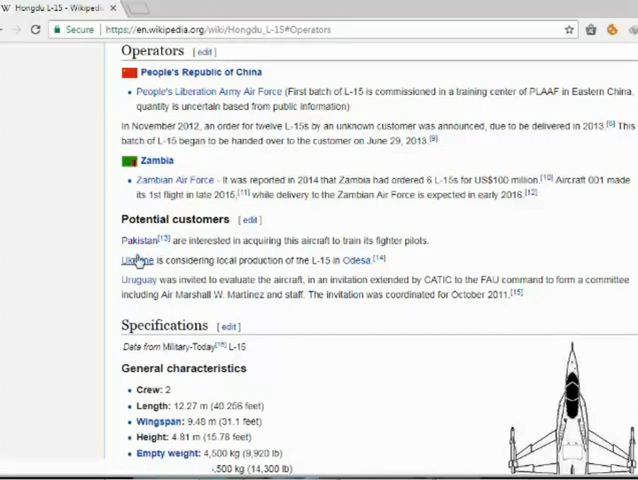 Hongdu L-15 - Wikipedi
Secure https://en.wikipedia.org/wiki/Hongdu_L-15#Operators
Operators [edit]
People's Republic of China
• People's Liberation Army Air Force (First batch of L-15 is commissioned in a training center of PLAAF in Eastern China,
quantity is uncertain based from public information)
In November 2012, an order for twelve L-15s by an unknown customer was announced, due to be delivered in 2013.[8] This
batch of L-15 began to be handed over to the customer on June 29, 2013.[9]
Zambia
• Zambian Air Force - It was reported in 2014 that Zambia had ordered 6 L-15s for US$100 million.[10] Aircraft 001 made
its 1st flight in late 2015,[11] while delivery to the Zambian Air Force is expected in early 2016.[12]
Potential customers [edit]
Pakistan[13] are interested in acquiring this aircraft to train its fighter pilots.
Ukraine is considering local production of the L-15 in Odesa.[14]
Uruguay was invited to evaluate the aircraft, in an invitation extended by CATIC to the FAU command to form a committee
including Air Marshall W. Martínez and staff. The invitation was coordinated for October 2011.[15]
Specifications [edit]
Data from Military-Today[16] L-15
General characteristics
• Crew: 2
• Length: 12.27 m (40.256 feet)
• Wingspan: 9.48 m (31.1 feet)
• Height: 4.81 m (15.78 feet)
• Empty weight: 4,500 kg (9,920 lb)
,500 kg (14,300 lb)